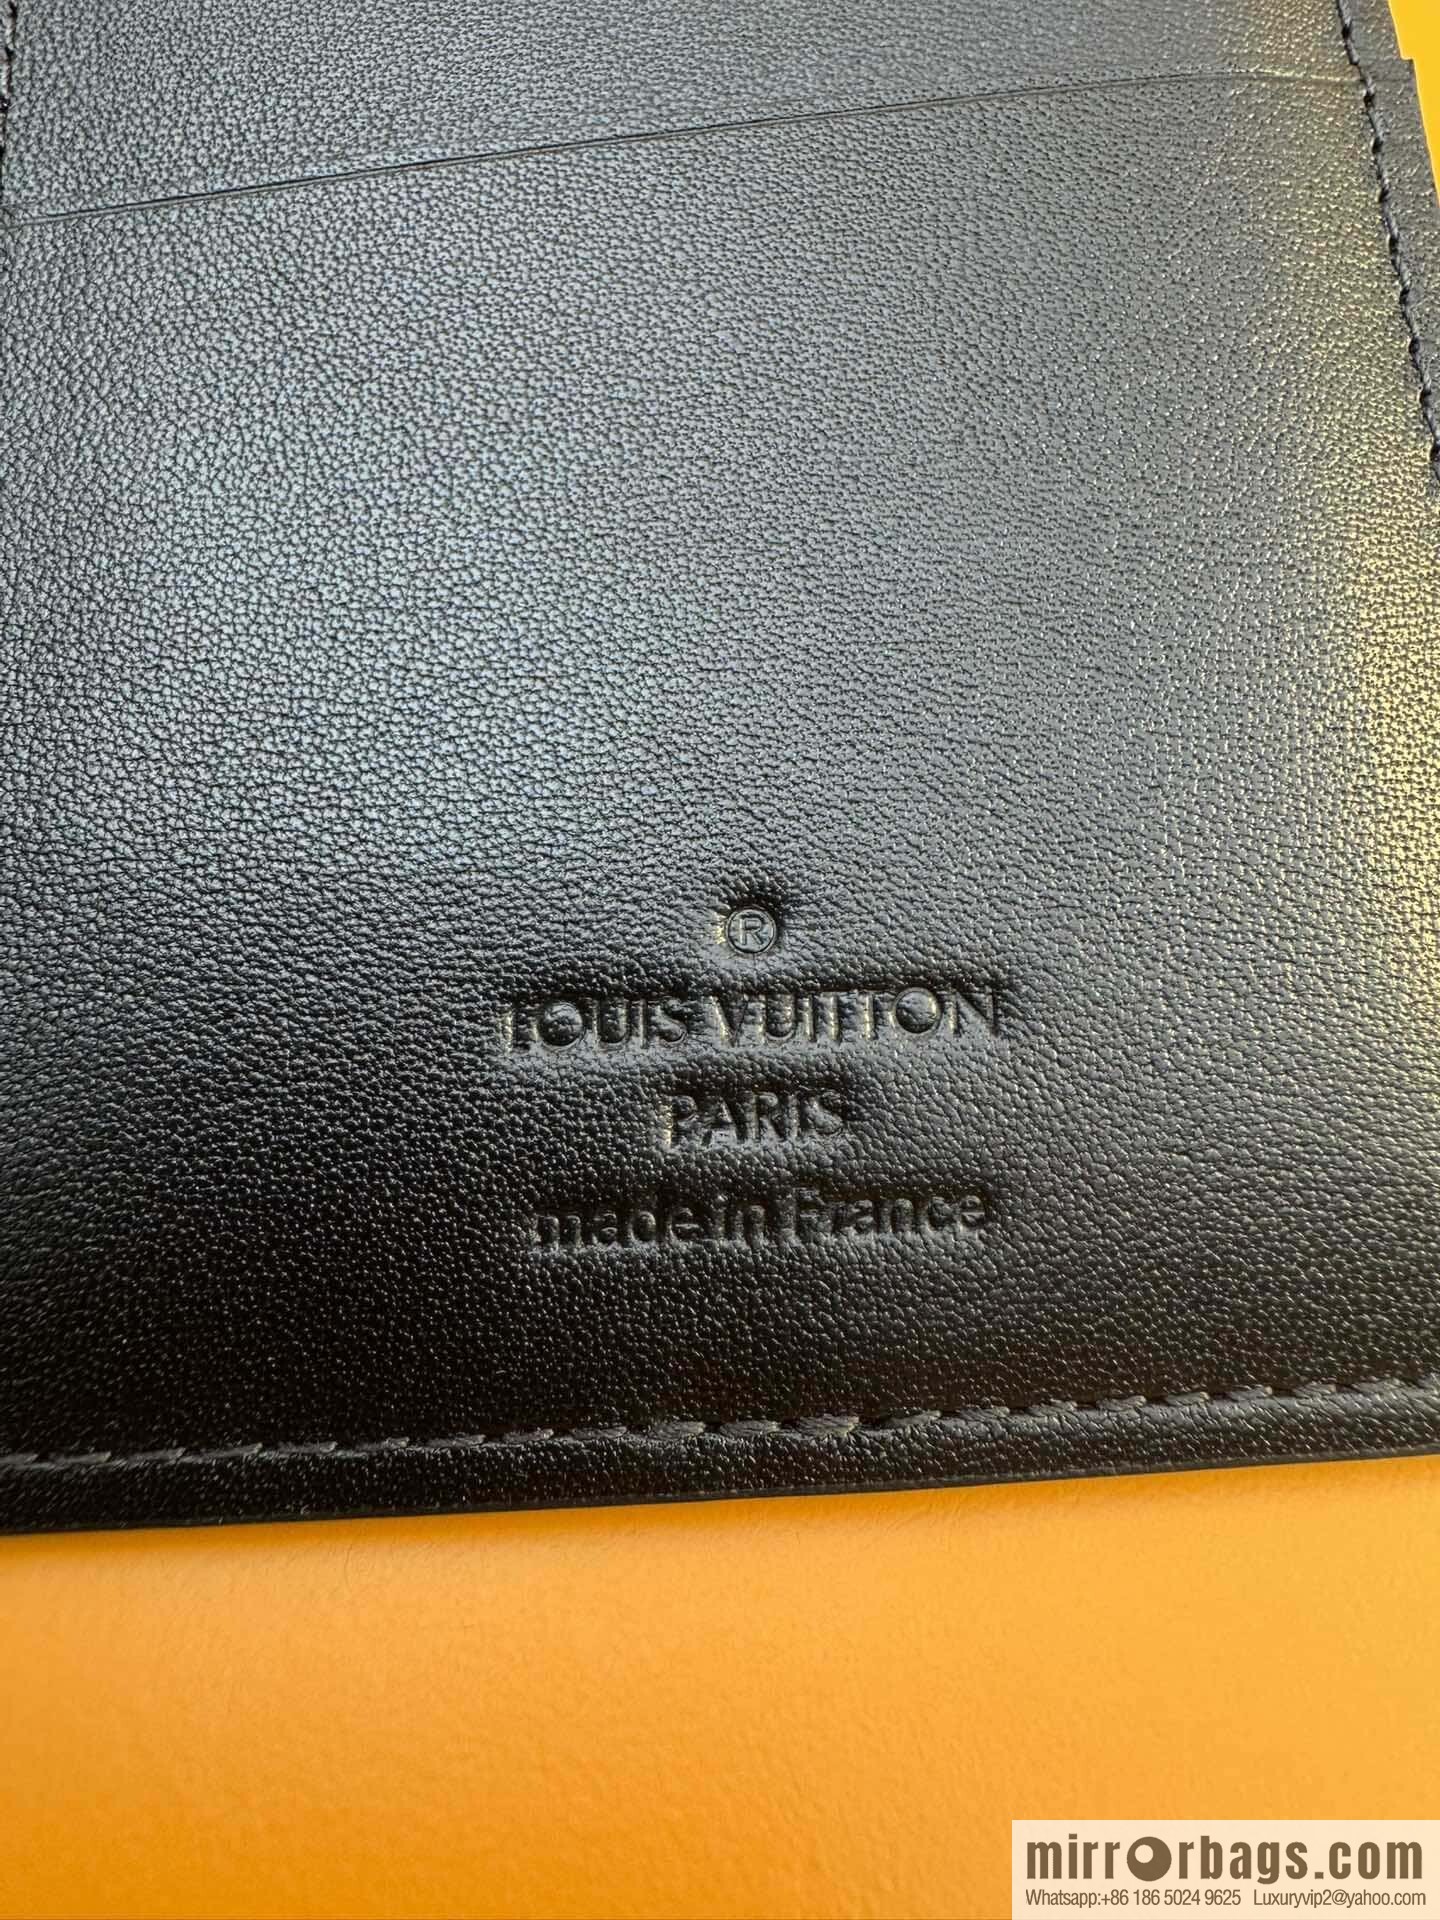 ®
LOUIS VUITTON
PARIS
made in France
mirrorbags.com
Whatsapp:+86 186 5024 9625 Luxuryvip2@yahoo.com